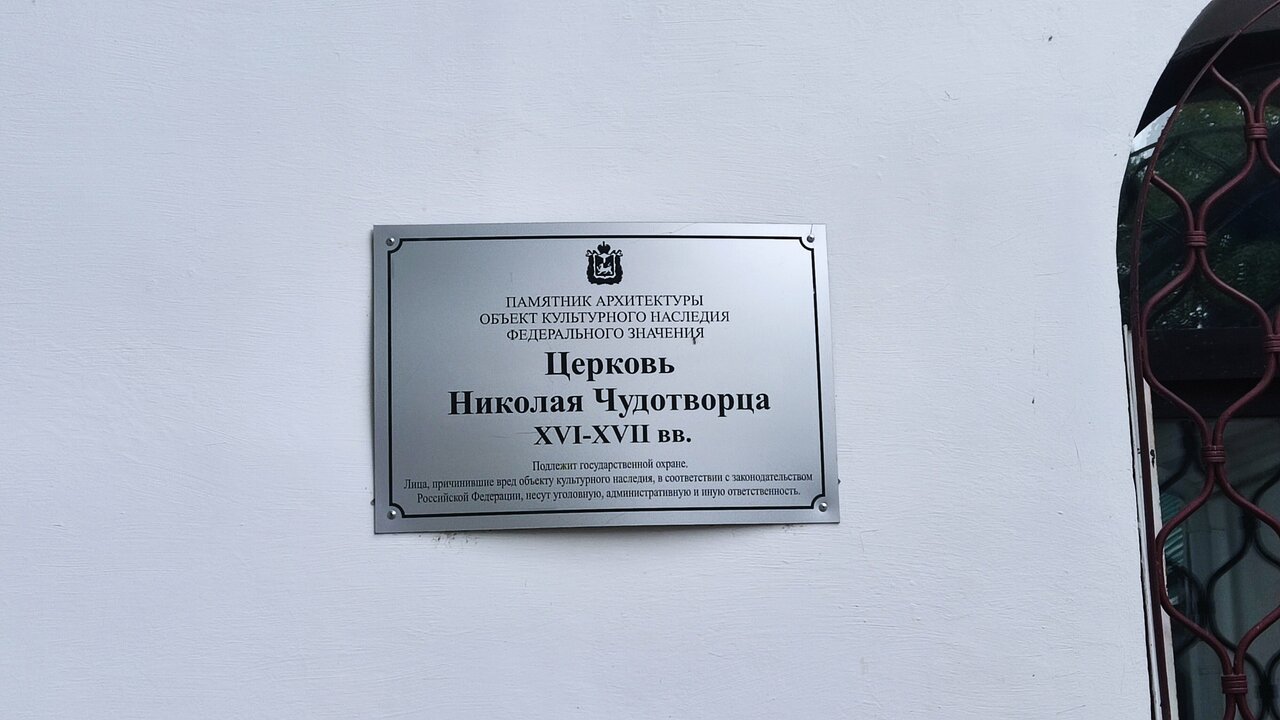 ПАМЯТНИК АРХИТЕКТУРЫ
ОБЪЕКТ КУЛЬТУРНОГО НАСЛЕДИЯ
ФЕДЕРАЛЬНОГО ЗНАЧЕНИЯ
Церковь
Николая Чудотворца
XVI-XVII вв.
Подлежит государственной охране.
Лица, причинившие вред объекту культурного наследия, в соответствии с законодательством
Российской Федерации, несут уголовную, административную и иную ответственность.